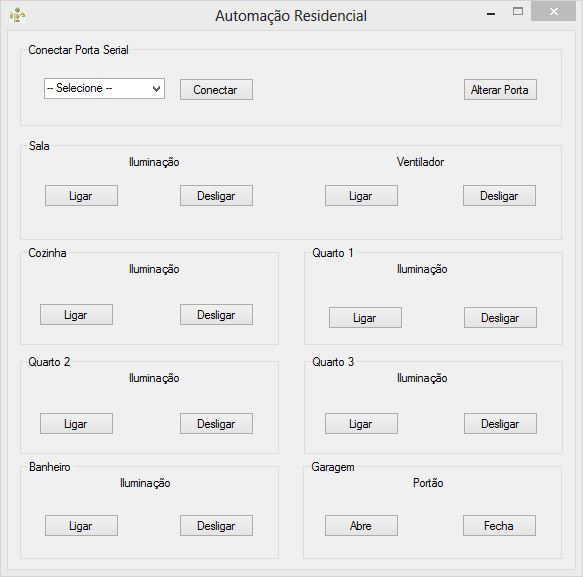 Automação Residencial
Conectar Porta Serial
-- Selecione -- Conectar Alterar Porta
Sala
Iluminação Ventilador
Ligar Desligar Ligar Desligar
Cozinha Quarto 1
Iluminação Iluminação
Ligar Desligar Ligar Desligar
Quarto 2 Quarto 3
Iluminação Iluminação
Ligar Desligar Ligar Desligar
Banheiro Garagem
Iluminação Portão
Ligar Desligar Abre Fecha